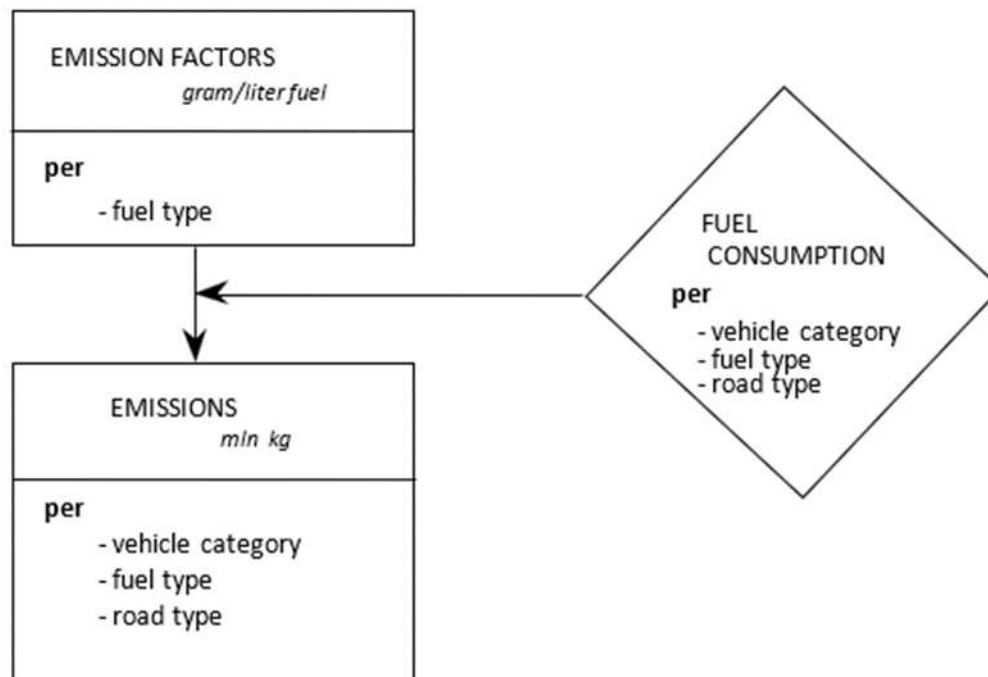 EMISSION FACTORS
gram/liter fuel
per
- fuel type
FUEL
CONSUMPTION
per
- vehicle category
- fuel type
- road type
EMISSIONS
mln kg
per
- vehicle category
- fuel type
- road type